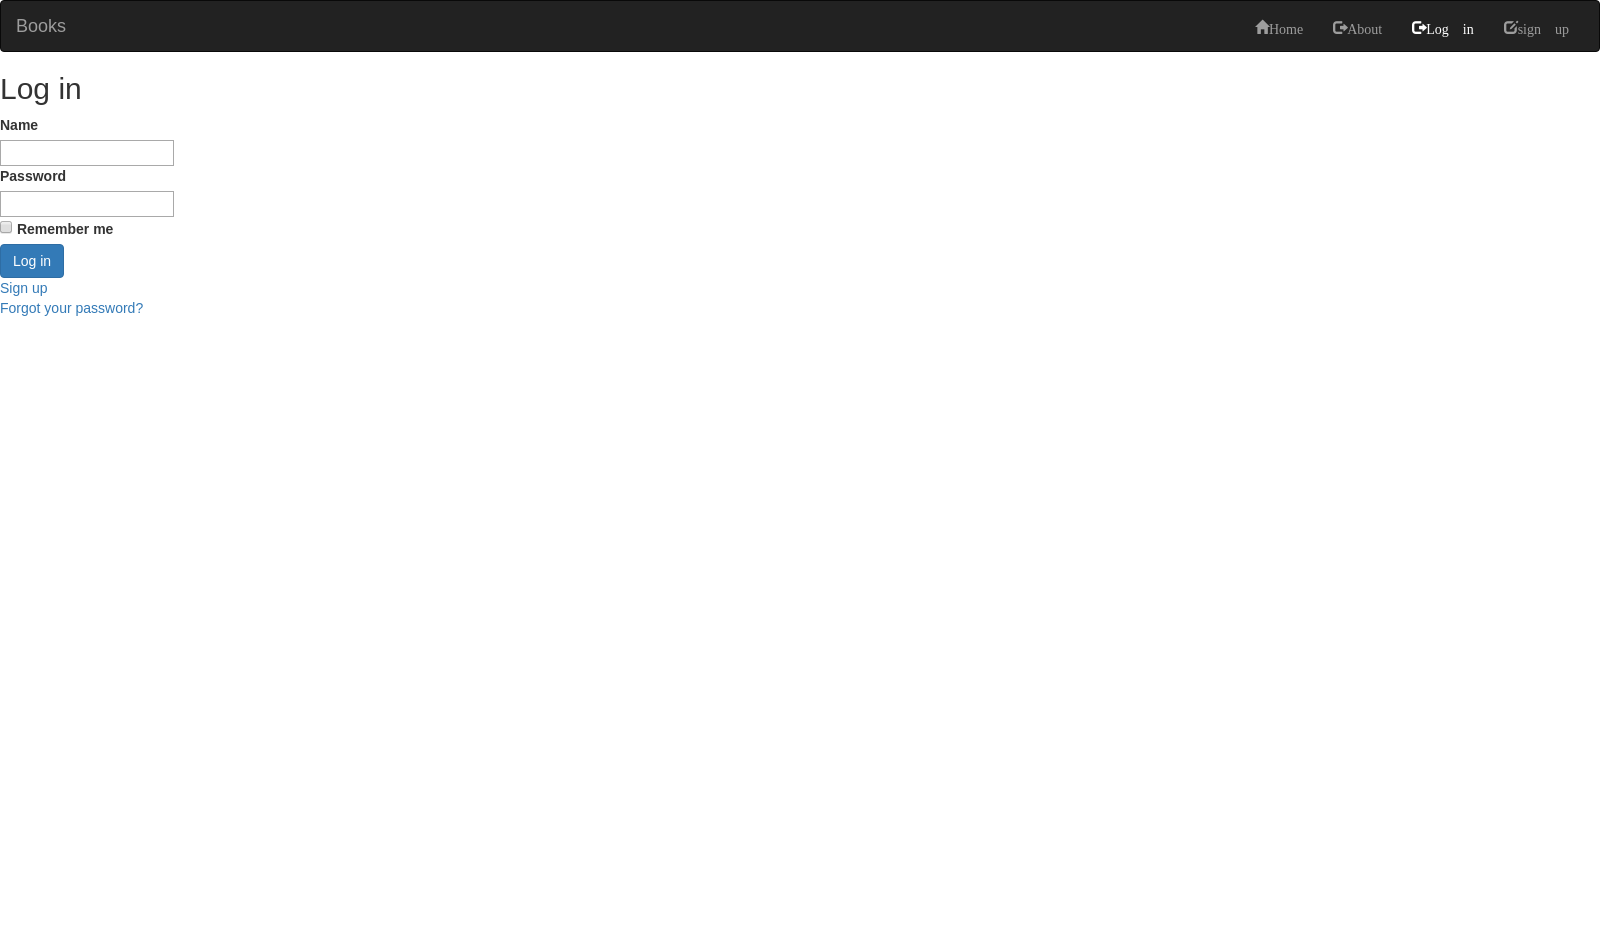 Books
Home About Log in sign up
Log in
Name
Password
Remember me
Log in
Sign up
Forgot your password?